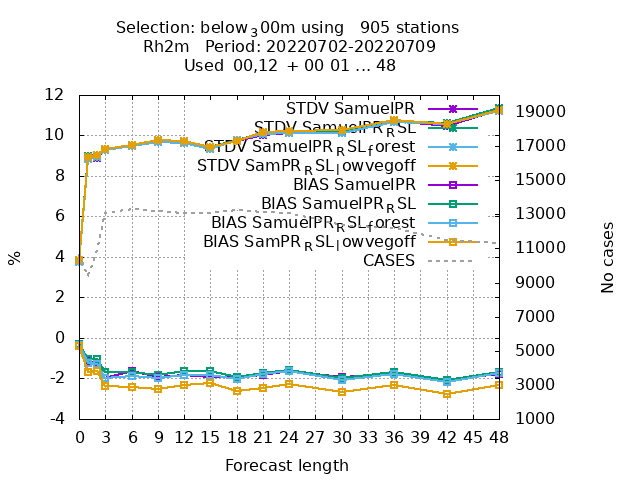 Selection: below_300m using   905 stations
Rh2m   Period: 20220702-20220709
Used  00,12  + 00 01 ... 48
STDV SamuelPR
STDV SamuelPR_RSL
STDV SamuelPR_RSL_forest
STDV SamPR_RSL_lowvegoff
BIAS SamuelPR
BIAS SamuelPR_RSL
BIAS SamuelPR_RSL_forest
BIAS SamPR_RSL_lowvegoff
CASES
%
12
10
8
6
4
2
0
-2
-4
No cases
19000
17000
15000
13000
11000
9000
7000
5000
3000
1000
0 3 6 9 12 15 18 21 24 27 30 33 36 39 42 45 48
Forecast length